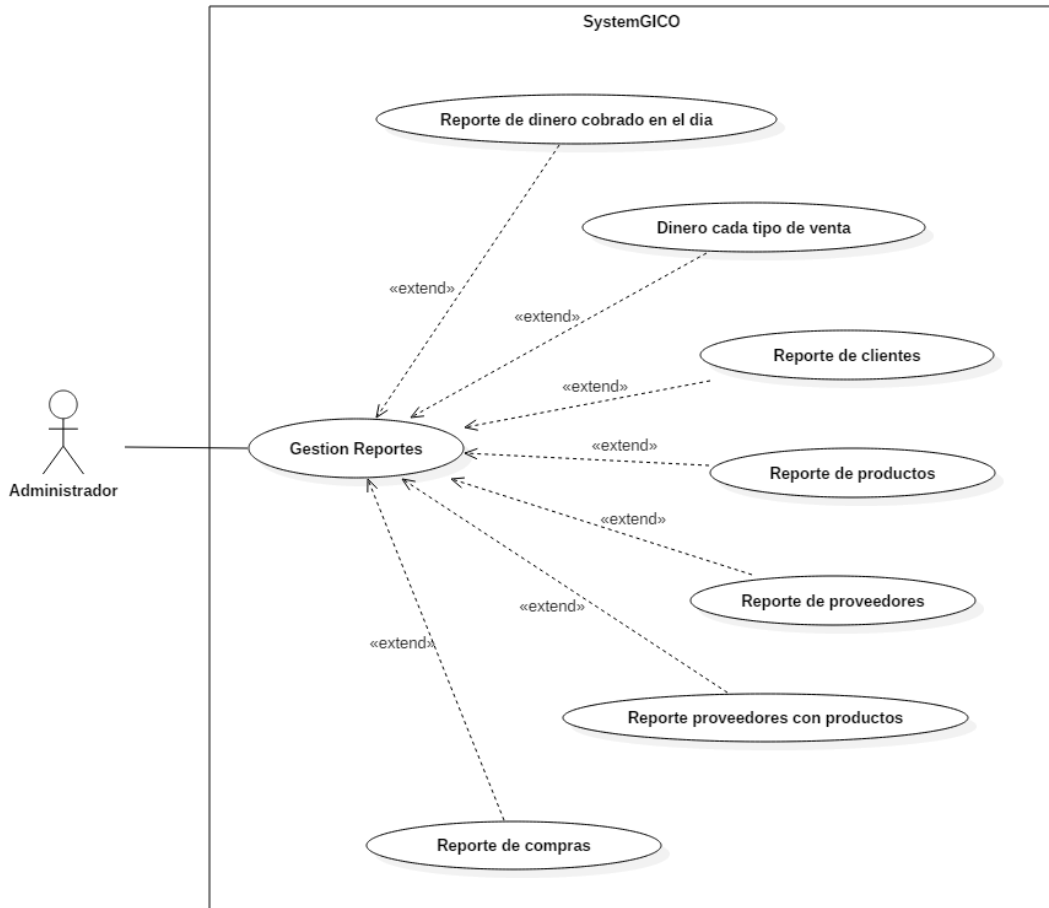 SystemGICO
Reporte de dinero cobrado en el dia
Dinero cada tipo de venta
«extend»
«extend»
Reporte de clientes
«extend»
Gestion Reportes
«extend»
Reporte de productos
Administrador
«extend»
Reporte de proveedores
«extend»
«extend»
Reporte proveedores con productos
Reporte de compras